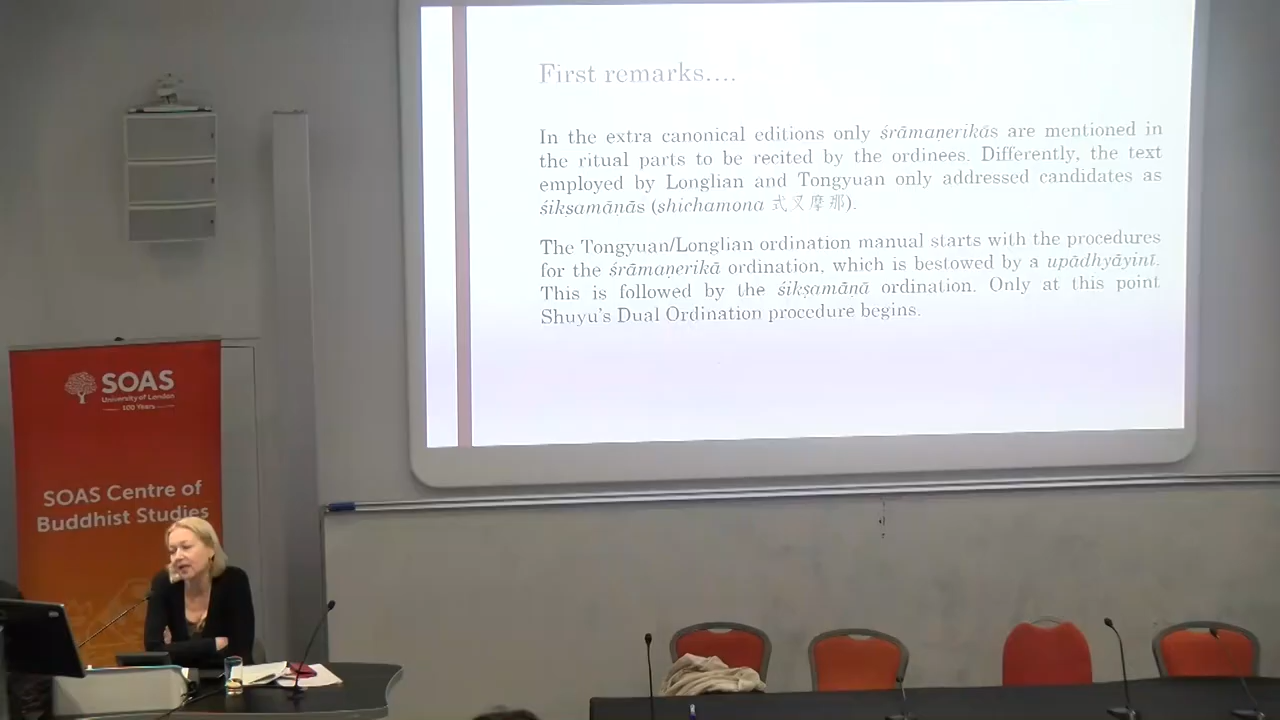 First remarks....
In the extra canonical editions only śrāmaṇerikās are mentioned in
the ritual parts to be recited by the ordinees. Differently, the text
employed by Longlian and Tongyuan only addressed candidates as
śikṣamāṇās (shichamona 式叉摩那).
The Tongyuan/Longlian ordination manual starts with the procedures
for the śrāmaṇerikā ordination, which is bestowed by a upādhyāyinī.
This is followed by the śikṣamāṇā ordination. Only at this point
Shuyu's Dual Ordination procedure begins.
SOAS
University of London
100 Years
SOAS Centre of
Buddhist Studies